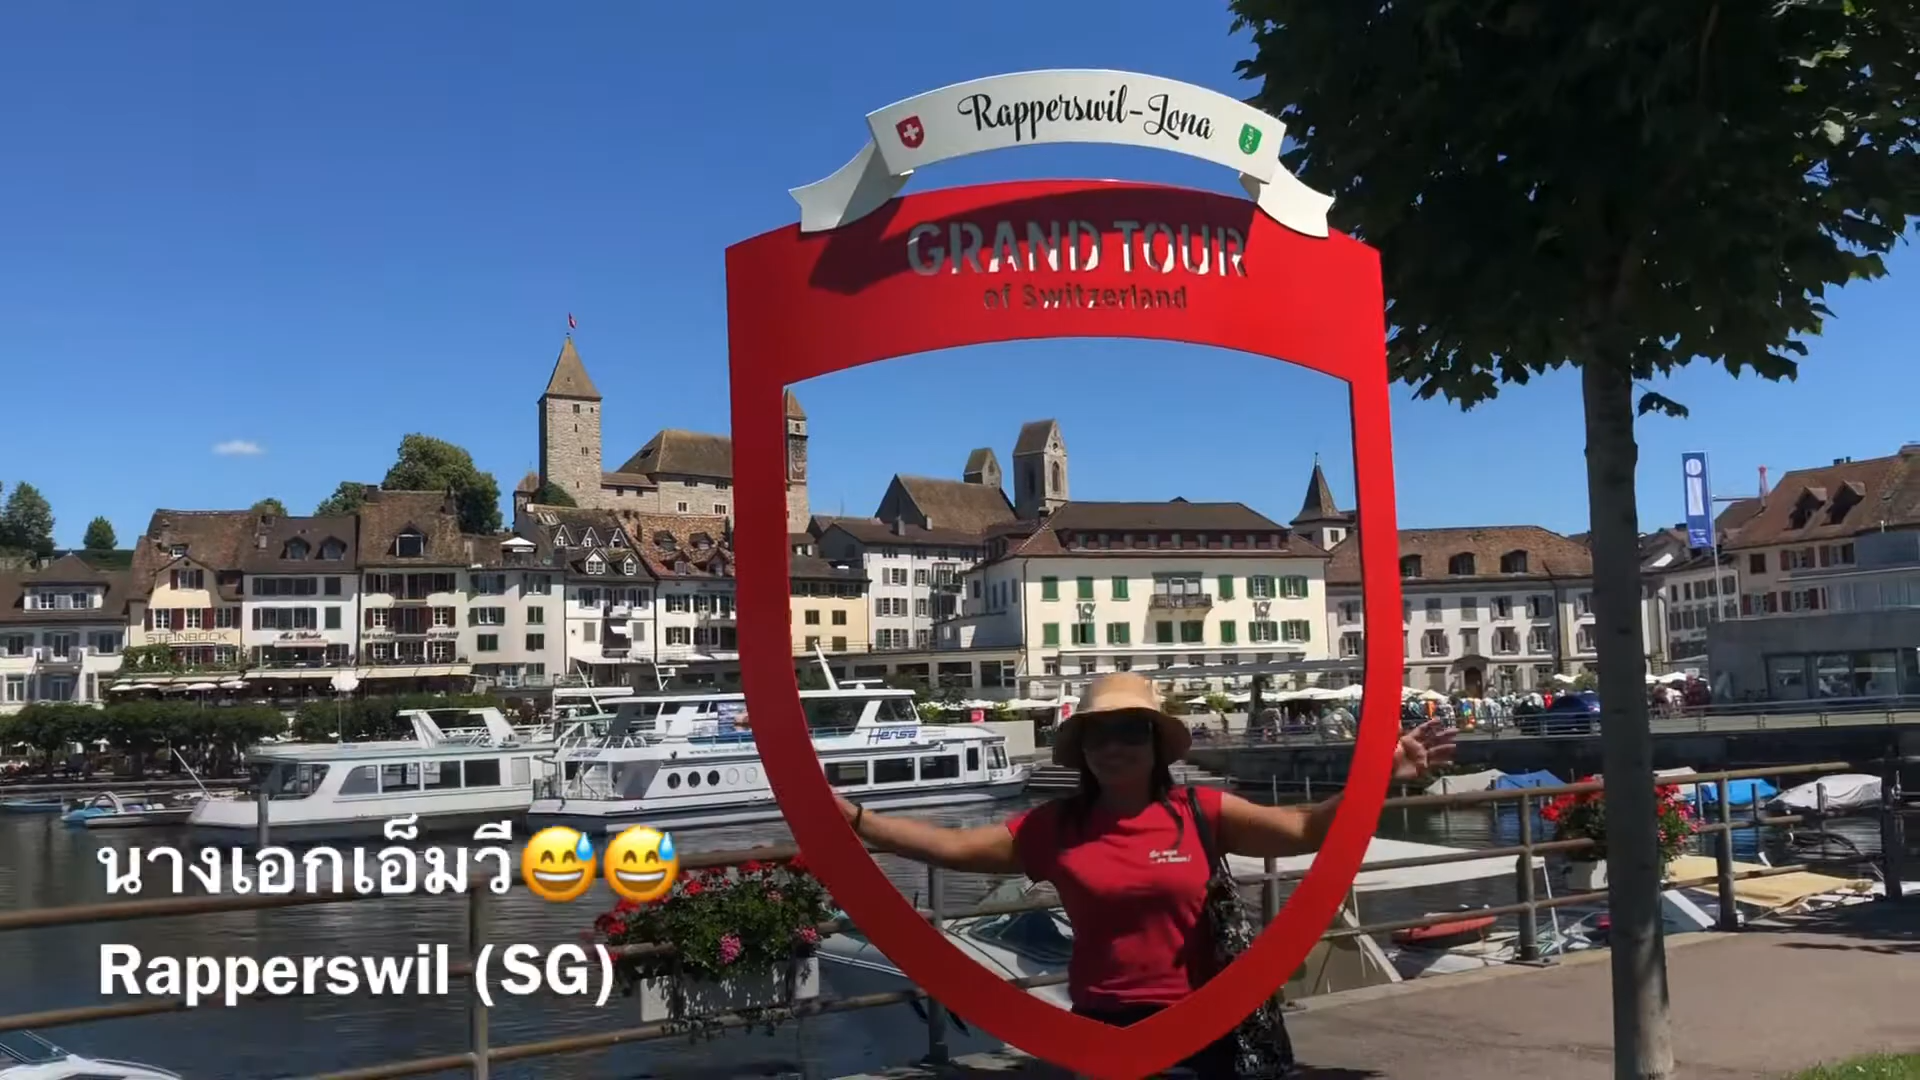 Rapperswil-Jona
GRAND TOUR
of Switzerland
STEINBOCK
Hensa
นางเอกเอ็มวี😅😅
Rapperswil (SG)